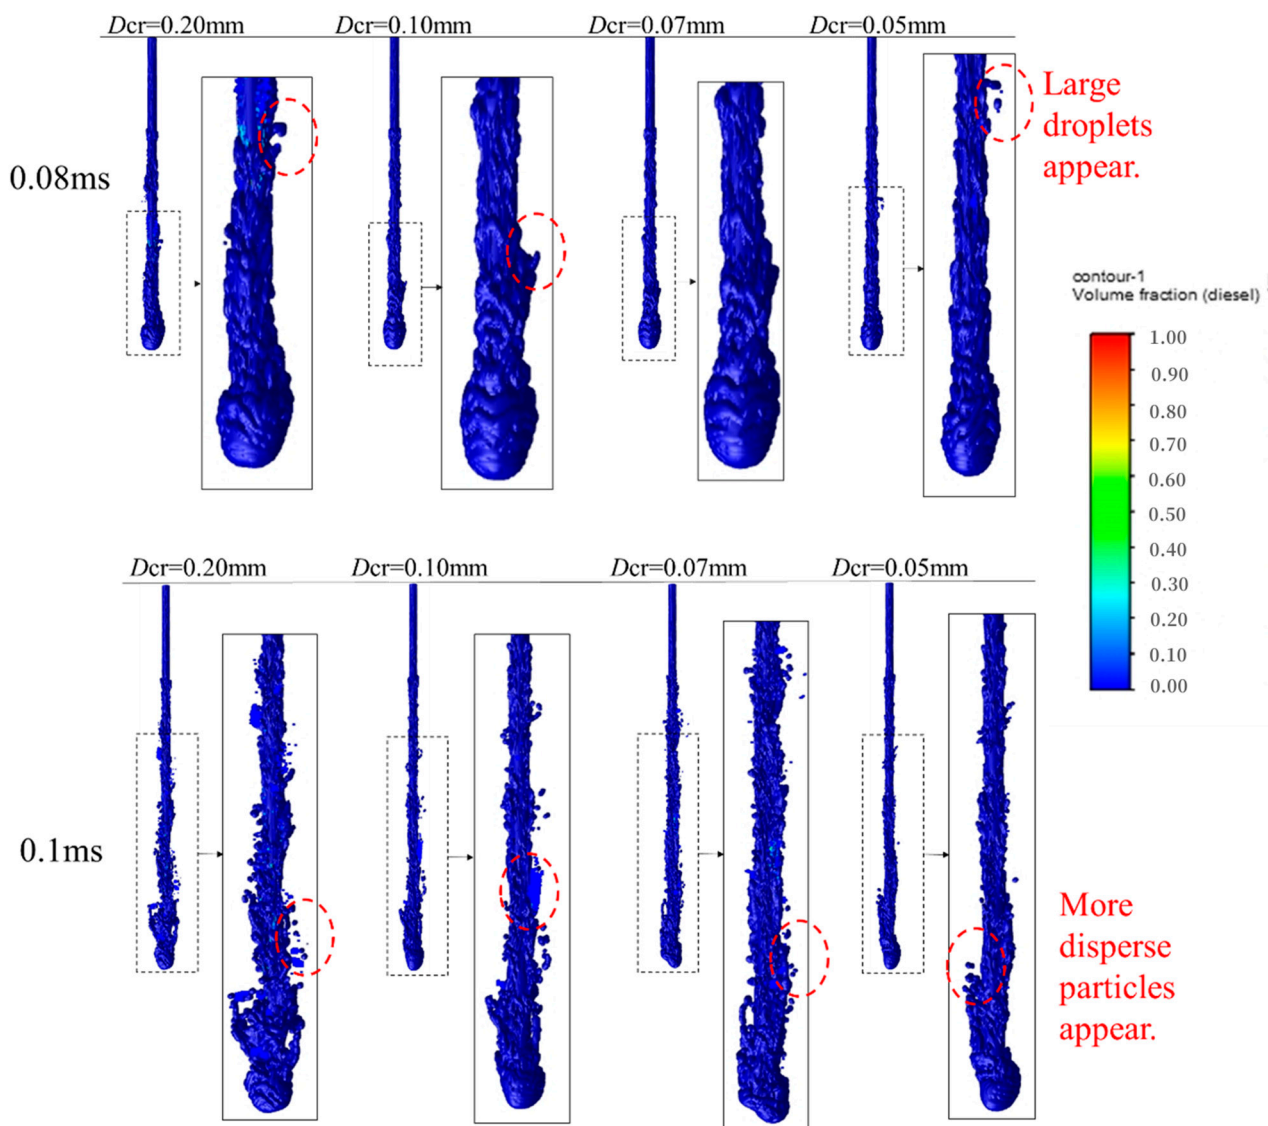 Dcr=0.20mm
Dcr=0.10mm
Dcr=0.07mm
Dcr=0.05mm
Large
droplets
appear.
0.08ms
contour-1
Volume fraction (diesel)
1.00
0.90
0.80
0.70
0.60
0.50
0.40
0.30
0.20
0.10
0.00
Dcr=0.20mm
Dcr=0.10mm
Dcr=0.07mm
Dcr=0.05mm
0.1ms
More
disperse
particles
appear.